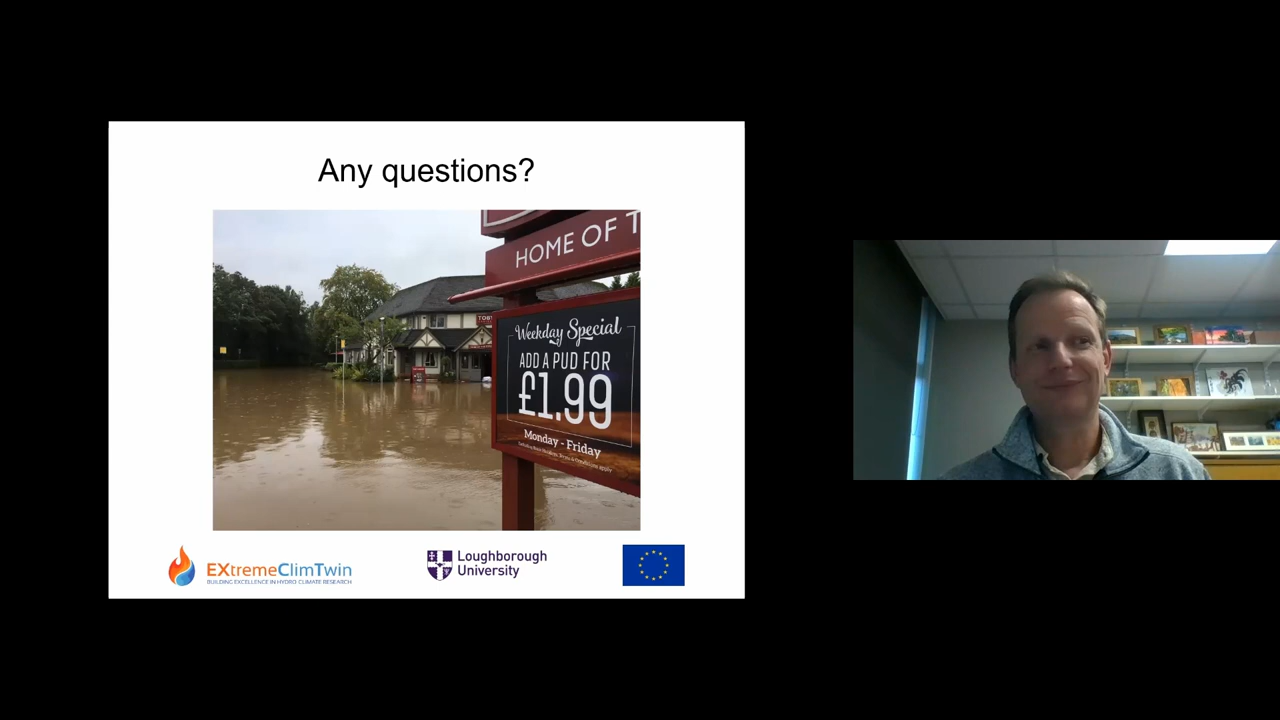 Any questions?
HOME OF T
TOB
Weekday Special
ADD A PUD FOR
£1.99
Monday - Friday
EXtremeClimTwin
BUILDING EXCELLENCE IN HYDRO CLIMATE RESEARCH
Loughborough
University